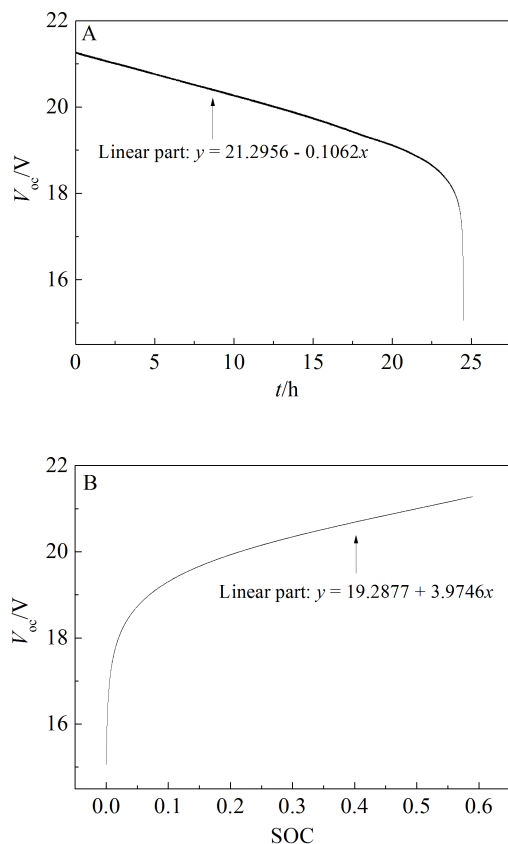 A
22
20
18
16
V_oc/V
Linear part: y = 21.2956 - 0.1062x
0 5 10 15 20 25
t/h
B
22
20
18
16
V_oc/V
Linear part: y = 19.2877 + 3.9746x
0.0 0.1 0.2 0.3 0.4 0.5 0.6
SOC